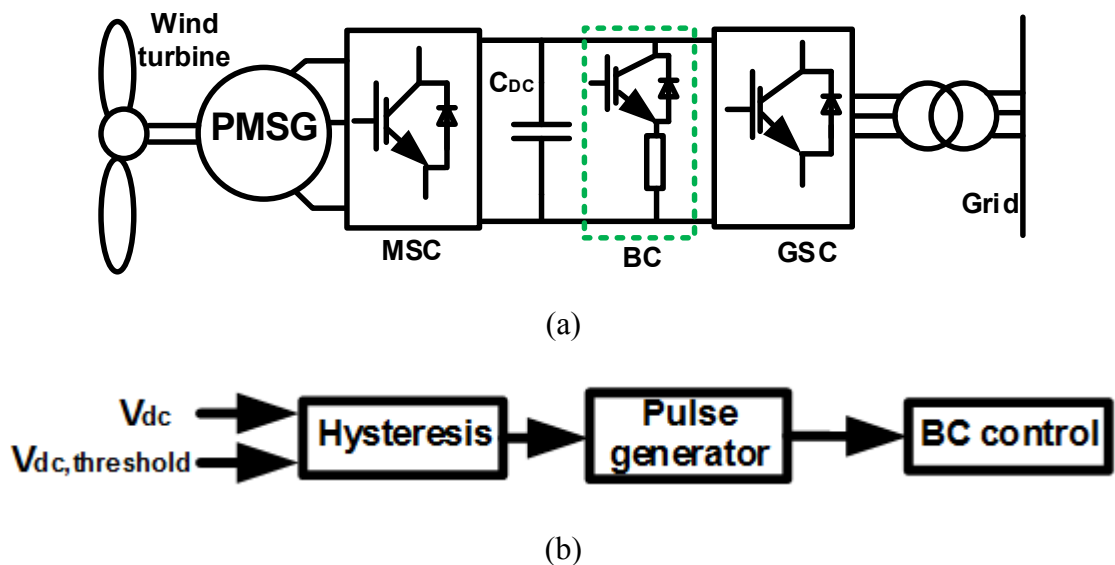 Wind
turbine
PMSG
MSC
CDC
BC
GSC
Grid
(a)
Vdc
Vdc,threshold
Hysteresis
Pulse
generator
BC control
(b)